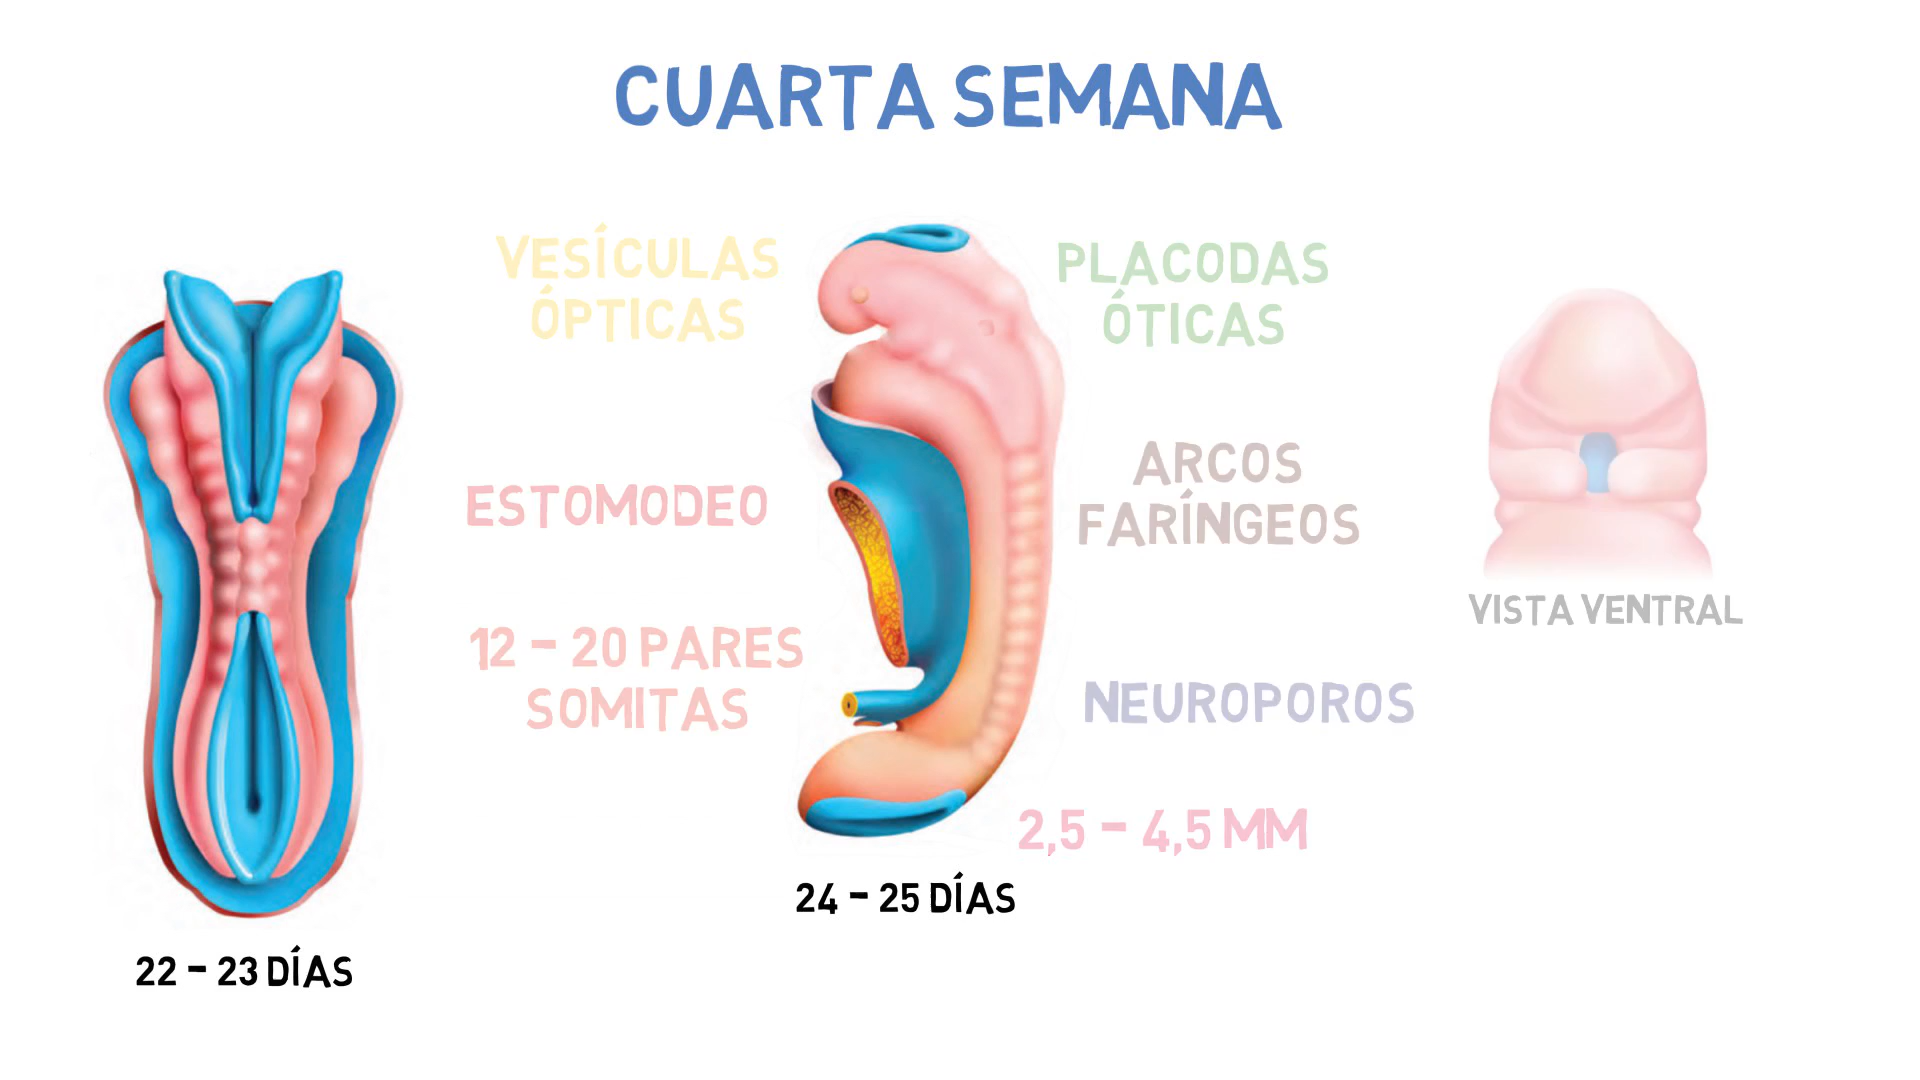 CUARTA SEMANA
VESÍCULAS
ÓPTICAS
PLACODAS
ÓTICAS
ESTOMODEO
ARCOS
FARÍNGEOS
VISTA VENTRAL
12 - 20 PARES
SOMITAS
NEUROPOROS
2,5 - 4,5 MM
24 - 25 DÍAS
22 - 23 DÍAS